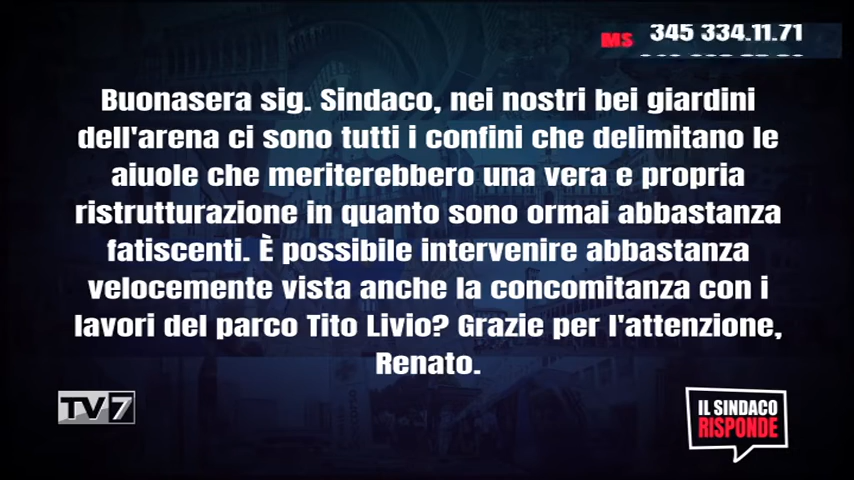 MS 345 334.11.71
Buonasera sig. Sindaco, nei nostri bei giardini
dell'arena ci sono tutti i confini che delimitano le
aiuole che meriterebbero una vera e propria
ristrutturazione in quanto sono ormai abbastanza
fatiscenti. È possibile intervenire abbastanza
velocemente vista anche la concomitanza con i
lavori del parco Tito Livio? Grazie per l'attenzione,
Renato.
TV7
IL SINDACO
RISPONDE